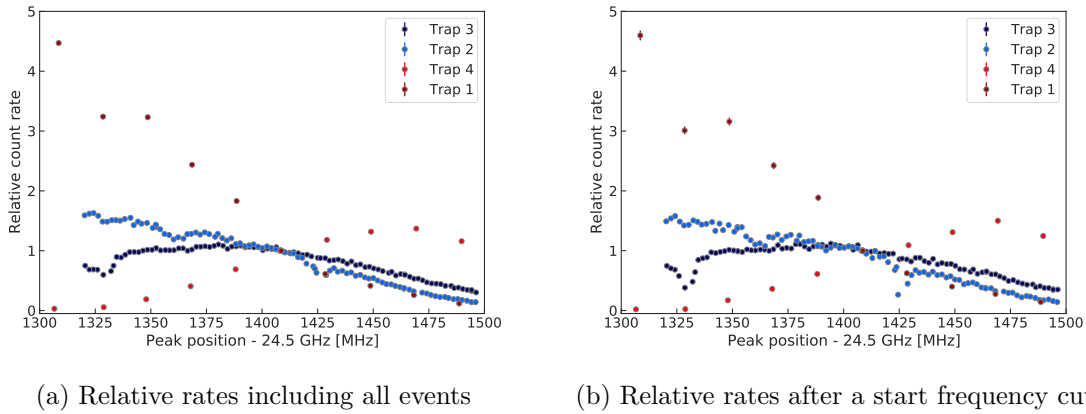 5
4
3
2
1
0
Relative count rate
Trap 3
Trap 2
Trap 4
Trap 1
1300 1325 1350 1375 1400 1425 1450 1475 1500
Peak position - 24.5 GHz [MHz]
(a) Relative rates including all events
5
4
3
2
1
0
Relative count rate
Trap 3
Trap 2
Trap 4
Trap 1
1300 1325 1350 1375 1400 1425 1450 1475 1500
Peak position - 24.5 GHz [MHz]
(b) Relative rates after a start frequency cu